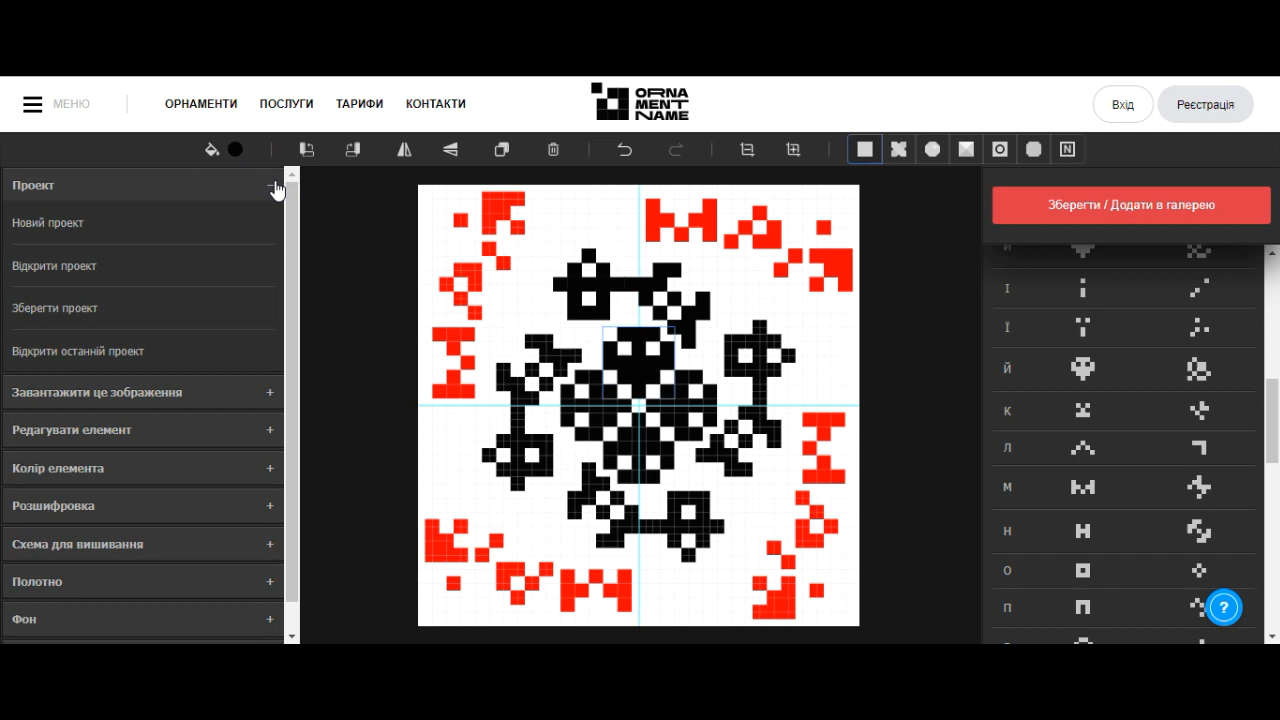 МЕНЮ
ОРНАМЕНТИ
ПОСЛУГИ
ТАРИФИ
КОНТАКТИ
ORNA
MENT
NAME
Вхід
Реєстрація
N
Проект
Новий проект
Відкрити проект
Зберегти проект
Відкрити останній проект
Завантажити це зображення +
Редагувати елемент +
Колір елемента +
Розшифровка +
Схема для вишивання +
Полотно +
Фон +
Зберегти / Додати в галерею
І
Ї
Й
К
Л
М
Н
О
П
?